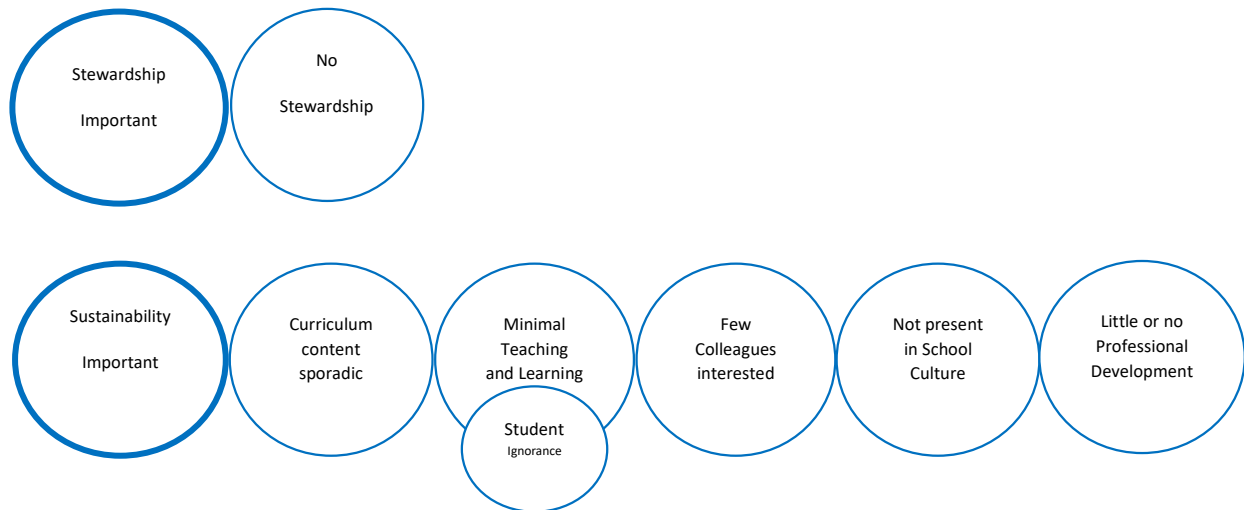 Stewardship
Important
No
Stewardship
Sustainability
Important
Curriculum
content
sporadic
Minimal
Teaching
and Learning
Student
Ignorance
Few
Colleagues
interested
Not present
in School
Culture
Little or no
Professional
Development